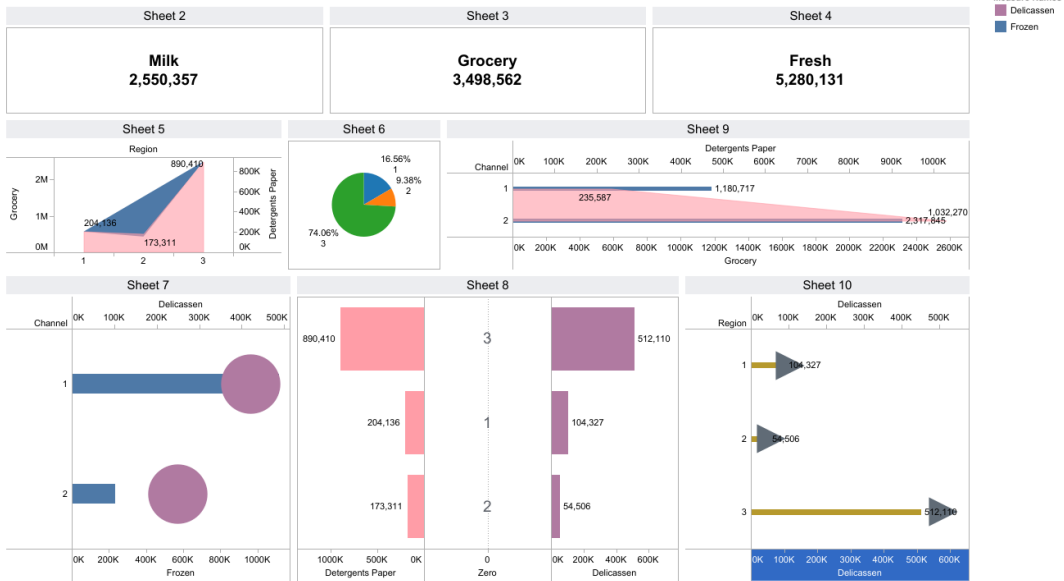 Sheet 2
Sheet 3
Sheet 4
Delicassen
Frozen
Milk
2,550,357
Grocery
3,498,562
Fresh
5,280,131
Sheet 5
Region
890,410
2M
1M
0M
Grocery
204,136
173,311
800K
600K
400K
200K
0K
Detergents Paper
1
2
3
Sheet 6
16.56%
1
9.38%
2
74.06%
3
Sheet 9
Detergents Paper
Channel
0K 100K 200K 300K 400K 500K 600K 700K 800K 900K 1000K
1
1,180,717
235,587
1,032,270
2
2,317,845
0K 200K 400K 600K 800K 1000K 1200K 1400K 1600K 1800K 2000K 2200K 2400K 2600K
Grocery
Sheet 7
Delicassen
Channel
0K 100K 200K 300K 400K 500K
1
2
0K 200K 400K 600K 800K 1000K
Frozen
Sheet 8
890,410
3
512,110
204,136
1
104,327
173,311
2
54,506
1000K 500K 0K
Detergents Paper
0
Zero
0K 200K 400K 600K
Delicassen
Sheet 10
Delicassen
Region
0K 100K 200K 300K 400K 500K
1
104,327
2
54,506
3
512,110
0K 100K 200K 300K 400K 500K 600K
Delicassen